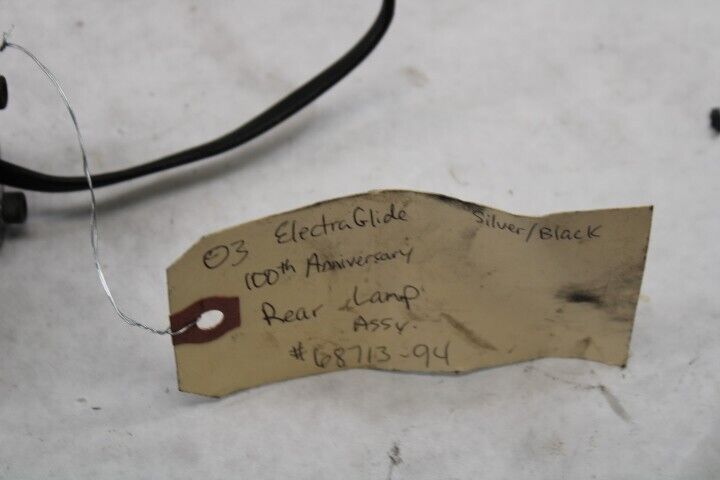 03 ElectraGlide Silver/Black
100th Anniversary
Rear Lamp
Assy.
#68713-94